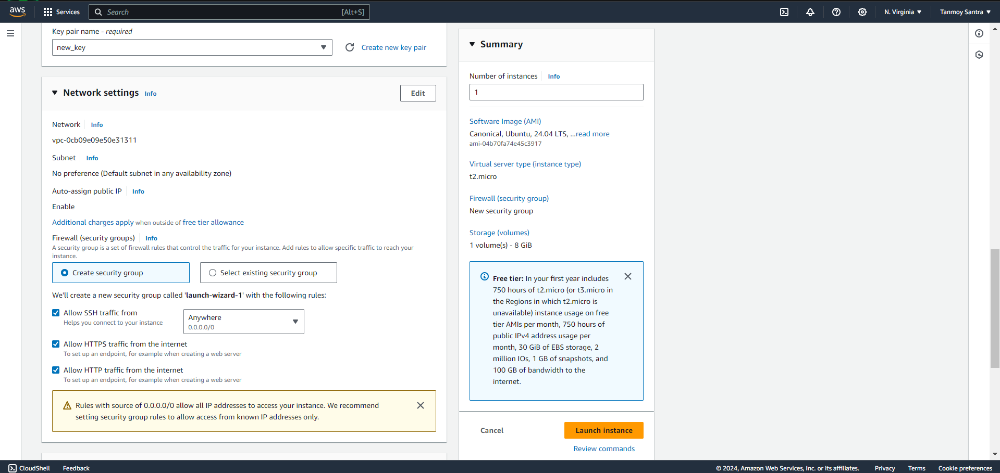 aws
Services
Search
[Alt+S]
N. Virginia
Tanmoy Santra
Key pair name - required
new_key
Create new key pair
Network settings Info
Edit
Network Info
vpc-0cb09e09e50e31311
Subnet Info
No preference (Default subnet in any availability zone)
Auto-assign public IP Info
Enable
Additional charges apply when outside of free tier allowance
Firewall (security groups) Info
A security group is a set of firewall rules that control the traffic for your instance. Add rules to allow specific traffic to reach your
instance.
Create security group
Select existing security group
We'll create a new security group called 'launch-wizard-1' with the following rules:
Allow SSH traffic from
Helps you connect to your instance
Anywhere
0.0.0.0/0
Allow HTTPS traffic from the internet
To set up an endpoint, for example when creating a web server
Allow HTTP traffic from the internet
To set up an endpoint, for example when creating a web server
Rules with source of 0.0.0.0/0 allow all IP addresses to access your instance. We recommend
setting security group rules to allow access from known IP addresses only.
Summary
Number of instances Info
1
Software Image (AMI)
Canonical, Ubuntu, 24.04 LTS, ...read more
ami-04b70fa74e45c3917
Virtual server type (instance type)
t2.micro
Firewall (security group)
New security group
Storage (volumes)
1 volume(s) - 8 GiB
Free tier: In your first year includes
750 hours of t2.micro (or t3.micro in
the Regions in which t2.micro is
unavailable) instance usage on free
tier AMIs per month, 750 hours of
public IPv4 address usage per
month, 30 GiB of EBS storage, 2
million IOs, 1 GB of snapshots, and
100 GB of bandwidth to the
internet.
Cancel
Launch instance
Review commands
CloudShell
Feedback
© 2024, Amazon Web Services, Inc. or its affiliates.
Privacy
Terms
Cookie preferences